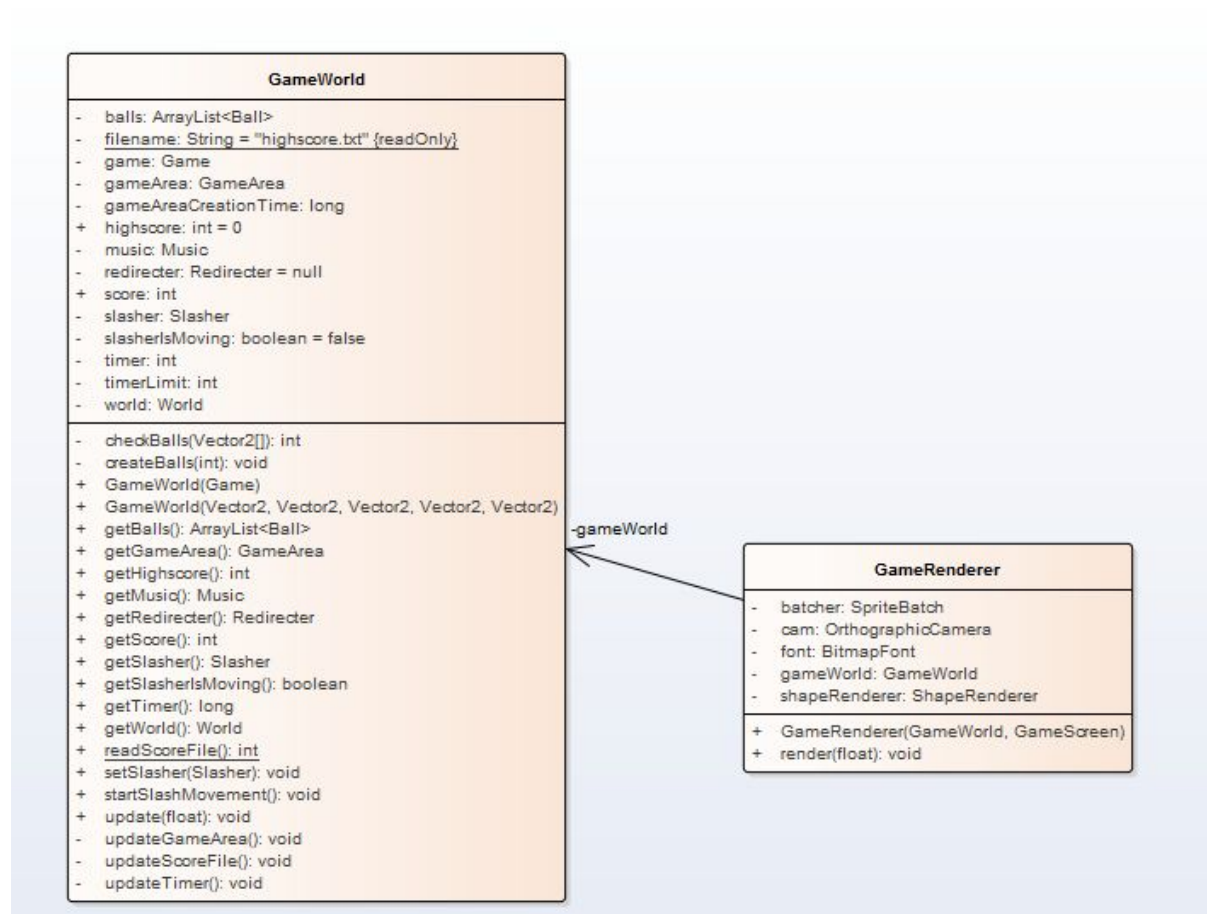 GameWorld
- balls: ArrayList<Ball>
- filename: String = "highscore.txt" {readOnly}
- game: Game
- gameArea: GameArea
- gameAreaCreationTime: long
+ highscore: int = 0
- music: Music
- redirecter: Redirecter = null
+ score: int
- slasher: Slasher
- slasherIsMoving: boolean = false
- timer: int
- timerLimit: int
- world: World
- checkBalls(Vector2[]): int
- createBalls(int): void
+ GameWorld(Game)
+ GameWorld(Vector2, Vector2, Vector2, Vector2, Vector2)
+ getBalls(): ArrayList<Ball>
+ getGameArea(): GameArea
+ getHighscore(): int
+ getMusic(): Music
+ getRedirecter(): Redirecter
+ getScore(): int
+ getSlasher(): Slasher
+ getSlasherIsMoving(): boolean
+ getTimer(): long
+ getWorld(): World
+ readScoreFile(): int
+ setSlasher(Slasher): void
+ startSlashMovement(): void
+ update(float): void
- updateGameArea(): void
- updateScoreFile(): void
- updateTimer(): void
-gameWorld
GameRenderer
- batcher: SpriteBatch
- cam: OrthographicCamera
- font: BitmapFont
- gameWorld: GameWorld
- shapeRenderer: ShapeRenderer
+ GameRenderer(GameWorld, GameScreen)
+ render(float): void